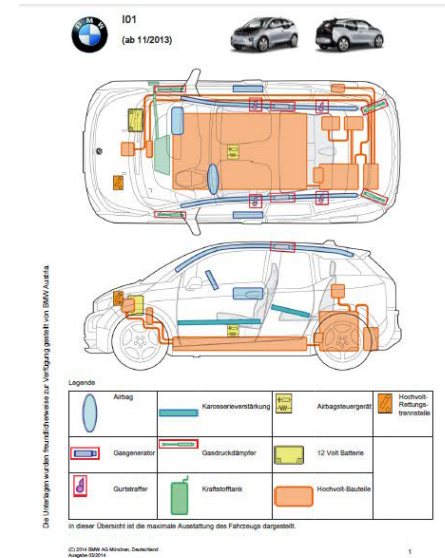 BMW
I01
(ab 11/2013)
Die Unterlagen wurden freundlicherweise zur Verfügung gestellt von BMW Austria.
Legende
Airbag
Karosserieverstärkung
Airbagsteuergerät
Hochvolt-
Rettungs-
trennstelle
Gasgenerator
Gasdruckdämpfer
12 Volt Batterie
Gurtstraffer
Kraftstofftank
Hochvolt-Bauteile
In dieser Übersicht ist die maximale Ausstattung des Fahrzeugs dargestellt.
(C) 2014 BMW AG München, Deutschland
Ausgabe 02/2014
1